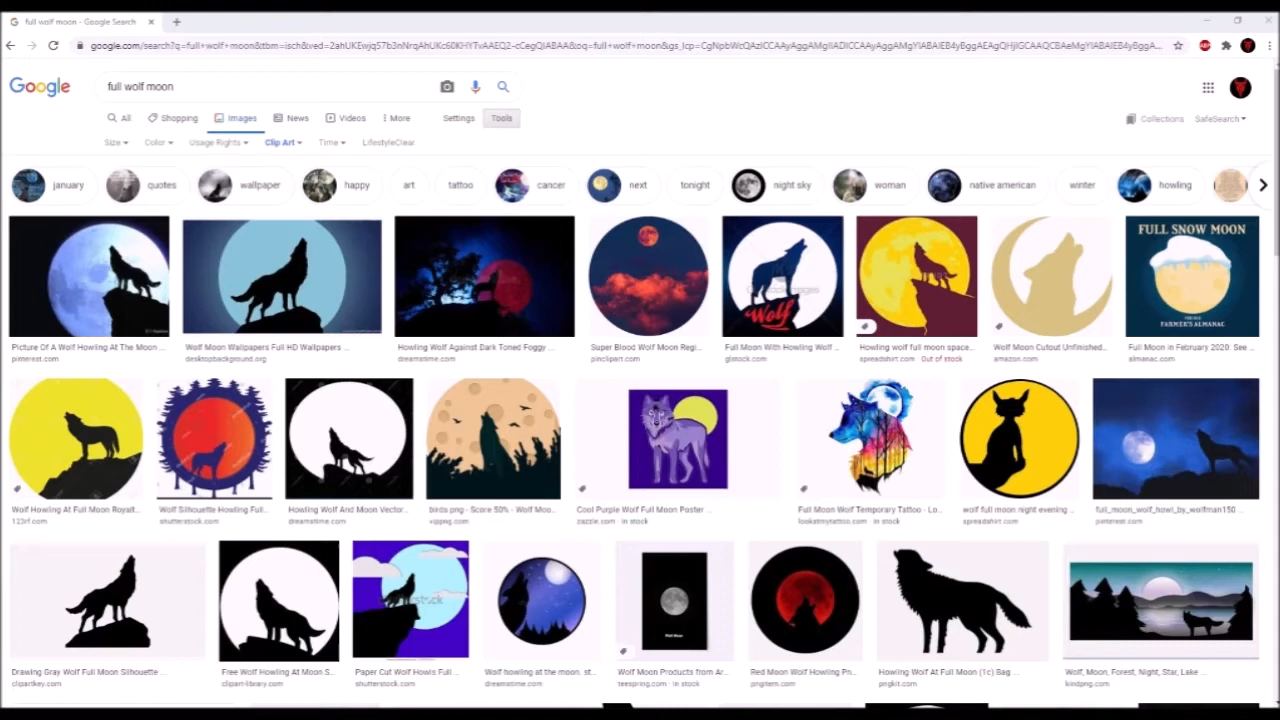 full wolf moon - Google Search
Google
full wolf moon
All Shopping Images News Videos More Settings Tools
Collections SafeSearch
Size Color Usage Rights Clip Art Time LifestyleClear
january quotes wallpaper happy art tattoo cancer next tonight night sky woman native american winter howling
Wolf
FULL SNOW MOON
FARMER'S ALMANAC
Picture Of A Wolf Howling At The Moon ...
pinterest.com
Wolf Moon Wallpapers Full HD Wallpapers ...
desktopbackground.org
Howling Wolf Against Dark Toned Foggy ...
dreamstime.com
Super Blood Wolf Moon Regi...
pinclipart.com
Full Moon With Howling Wolf ...
glstock.com
Howling wolf full moon space...
spreadshirt.com · Out of stock
Wolf Moon Cutout Unfinished...
amazon.com
Full Moon in February 2020: See ...
almanac.com
Wolf Howling At Full Moon Royalt...
123rf.com
Wolf Silhouette Howling Full...
shutterstock.com
Howling Wolf And Moon Vector...
dreamstime.com
birds png - Score 50% - Wolf Moo...
vippng.com
Cool Purple Wolf Full Moon Poster ...
zazzle.com · In stock
Full Moon Wolf Temporary Tattoo - Lo...
lookatmytattoo.com · In stock
wolf full moon night evening ...
spreadshirt.com
full_moon_wolf_howl_by_wolfman150 ...
pinterest.com
Wolf Moon
Drawing Gray Wolf Full Moon Silhouette ...
clipartkey.com
Free Wolf Howling At Moon S...
clipart-library.com
Paper Cut Wolf Howls Full ...
shutterstock.com
Wolf howling at the moon. st...
dreamstime.com
Wolf Moon Products from Ar...
teespring.com · In stock
Red Moon Wolf Howling Pn...
pngitem.com
Howling Wolf At Full Moon (1c) Bag ...
pngkit.com
Wolf, Moon, Forest, Night, Star, Lake ...
kindpng.com